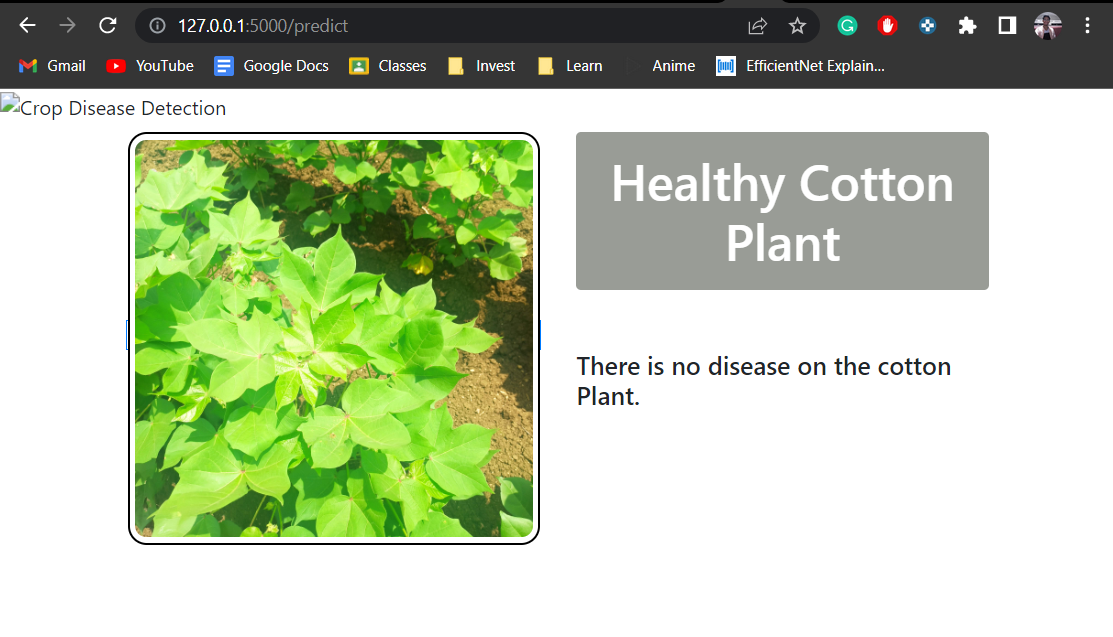 127.0.0.1:5000/predict
Gmail YouTube Google Docs Classes Invest Learn Anime EfficientNet Explain...
Crop Disease Detection
Healthy Cotton
Plant
There is no disease on the cotton
Plant.